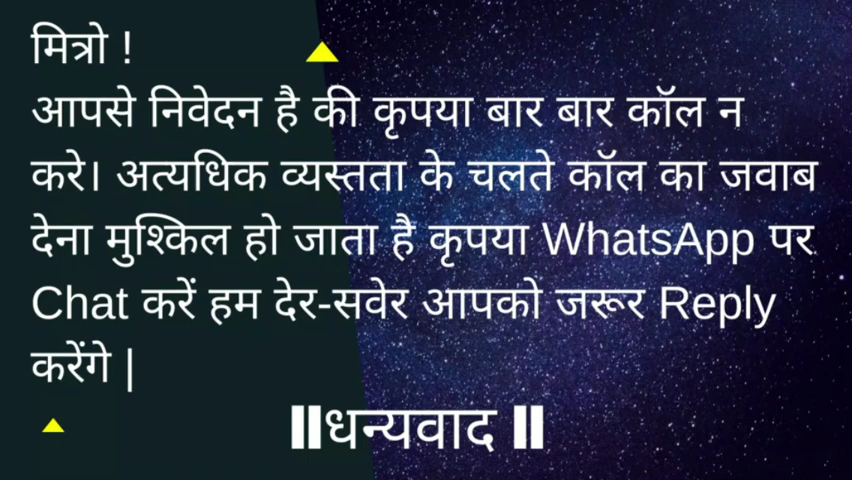 मित्रो !
आपसे निवेदन है की कृपया बार बार कॉल न
करे। अत्यधिक व्यस्तता के चलते कॉल का जवाब
देना मुश्किल हो जाता है कृपया WhatsApp पर
Chat करें हम देर-सवेर आपको जरूर Reply
करेंगे |
॥धन्यवाद ॥